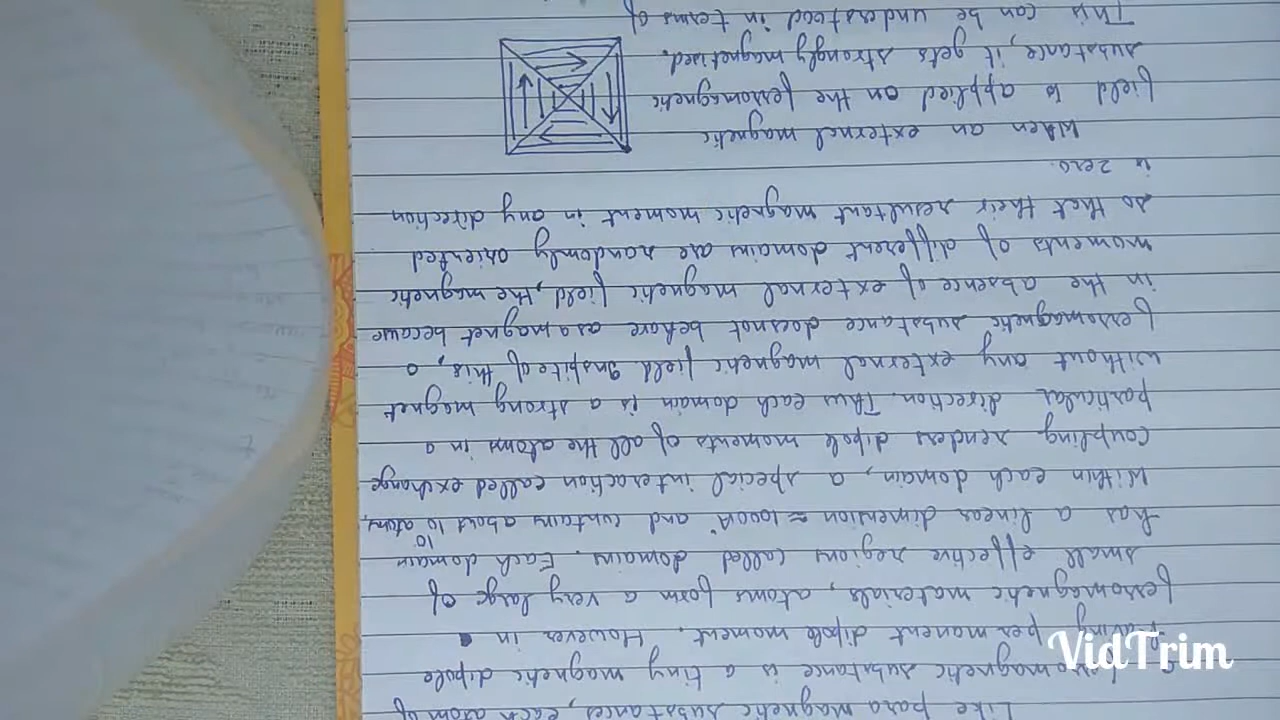 Like para magnetic substances, each atom of
ferromagnetic substance is a tiny magnetic dipole
having permanent dipole moment. However in
ferromagnetic materials, atoms form a very large of
small effective regions called domains. Each domain
has a linear dimension ≈ 1000A° and contains about 10^10 atoms,
Within each domain, a special interaction called exchange
coupling renders dipole moments of all the atoms in a
particular direction. Thus each domain is a strong magnet
without any external magnetic field Inspite of this, a
ferromagnetic substance doesnot behave as a magnet because
in the absence of external magnetic field, the magnetic
moments of different domains are randomly oriented
so that their resultant magnetic moment in any direction
is zero.
When an external magnetic
field is applied on the ferromagnetic
substance, it gets strongly magnetised.
This can be understood in terms of
VidTrim